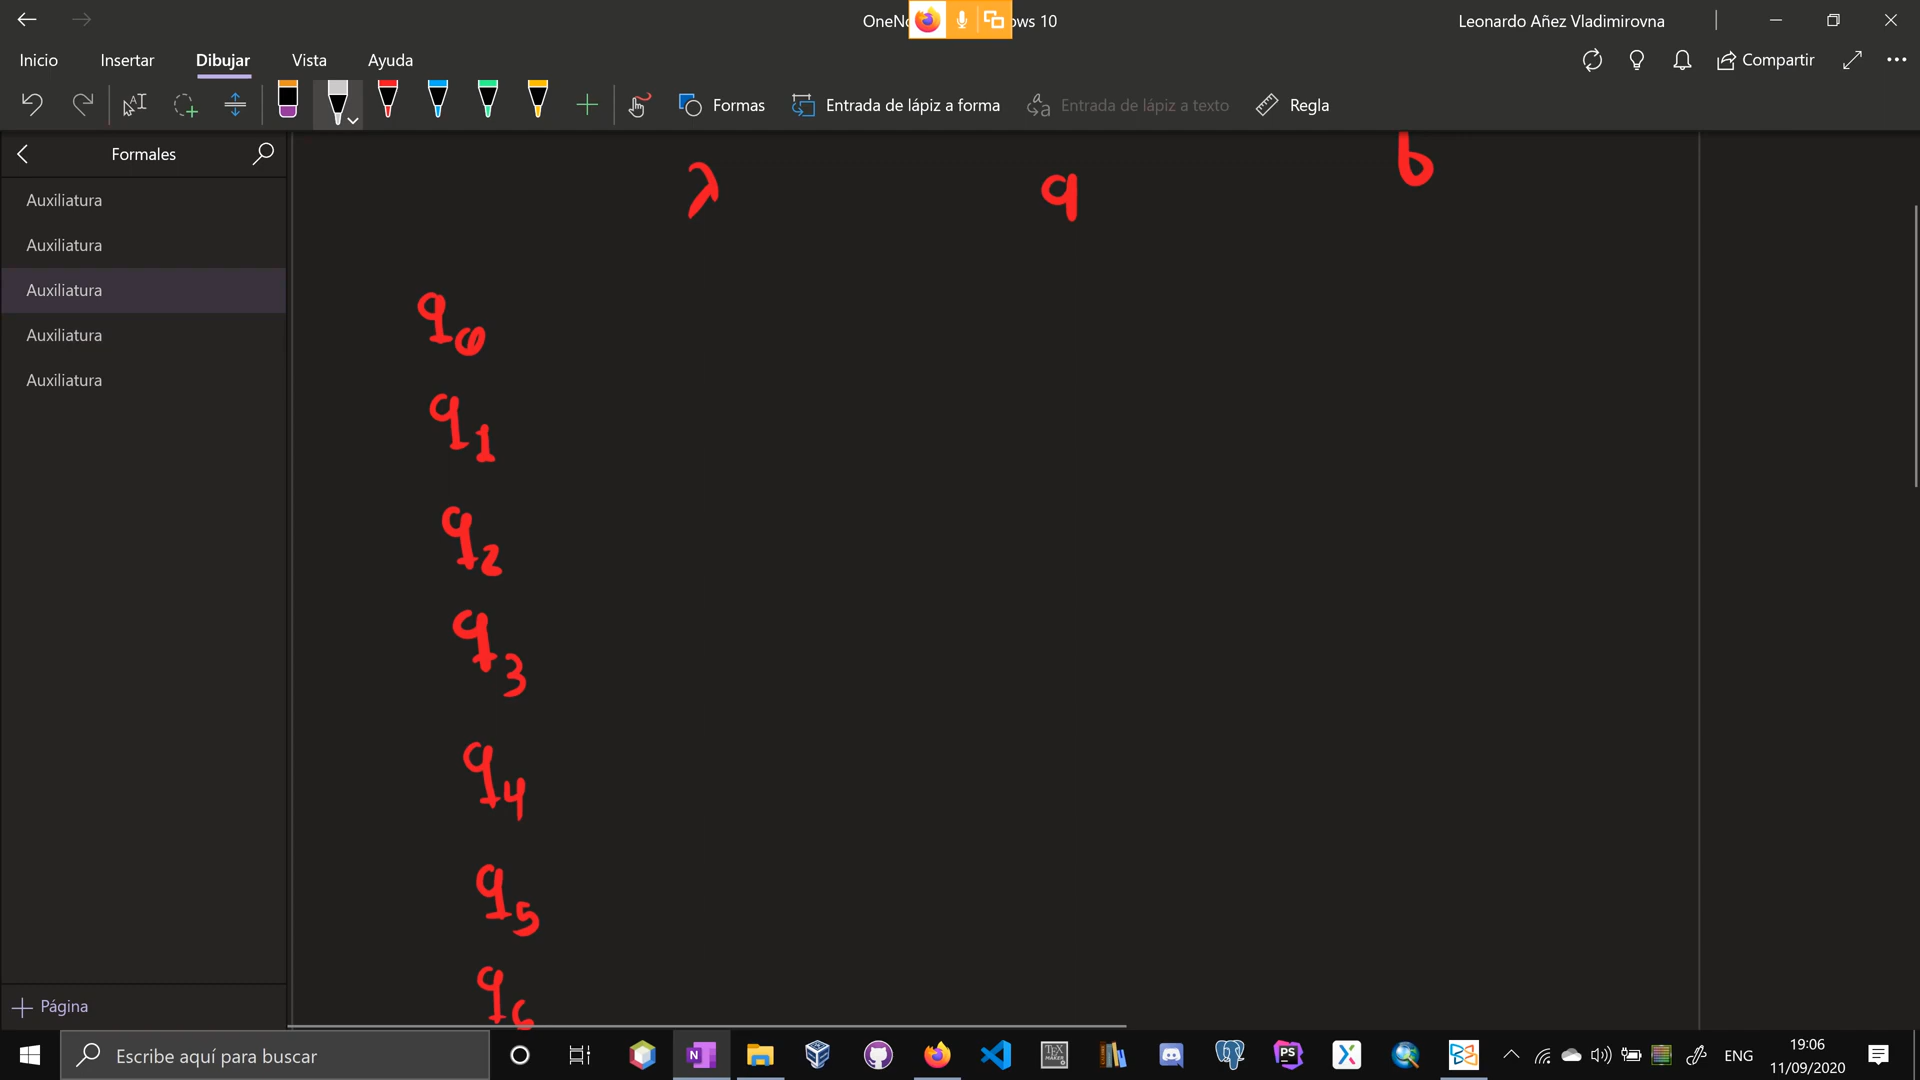 OneNo
ows 10
Leonardo Añez Vladimirovna
Inicio
Insertar
Dibujar
Vista
Ayuda
Compartir
Formas
Entrada de lápiz a forma
Entrada de lápiz a texto
Regla
Formales
Auxiliatura
Auxiliatura
Auxiliatura
Auxiliatura
Auxiliatura
λ a b
q0
q1
q2
q3
q4
q5
q6
Página
Escribe aquí para buscar
ENG
19:06
11/09/2020